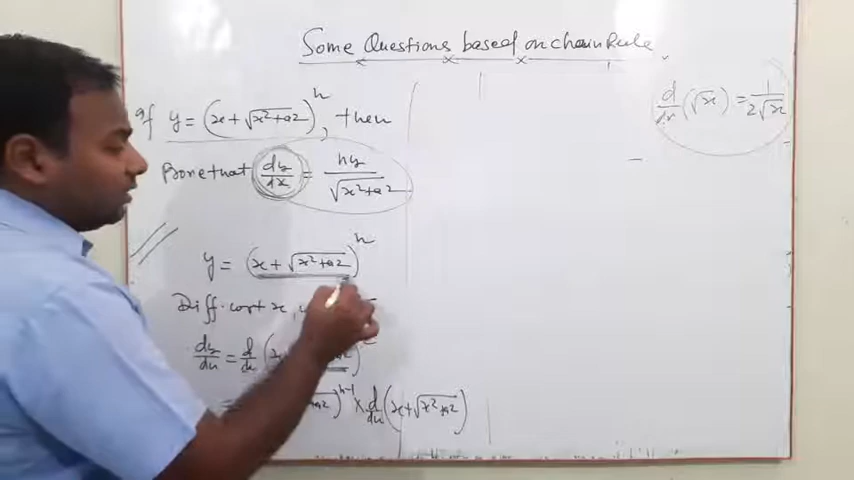 Some Questions based on chain Rule.
If y = (x + √x²+a2)ⁿ, then
Prove that dy/dx = ny/√x²+a2
d/dx (√x) = 1/2√x
y = (x + √x²+a2)ⁿ
Diff. w.r.t x,
dy/dx = d/dx (x
)ⁿ⁻¹ × d/dx (x + √x²+a2)